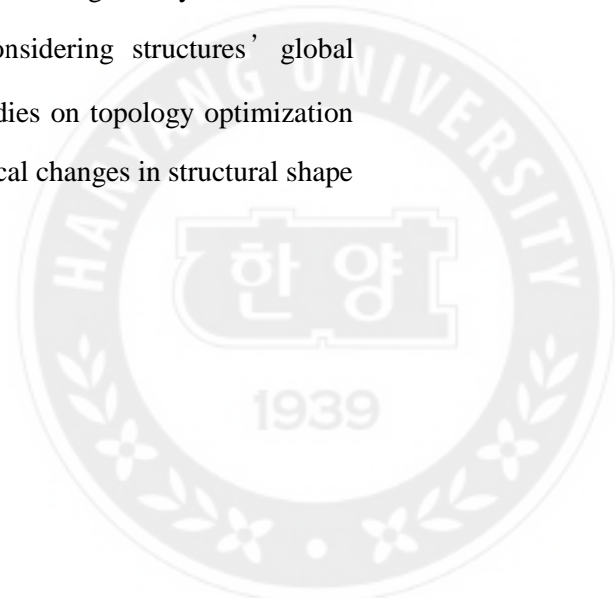 onsidering structures’ global
dies on topology optimization
cal changes in structural shape
HANYANG UNIVERSITY
한양
1939